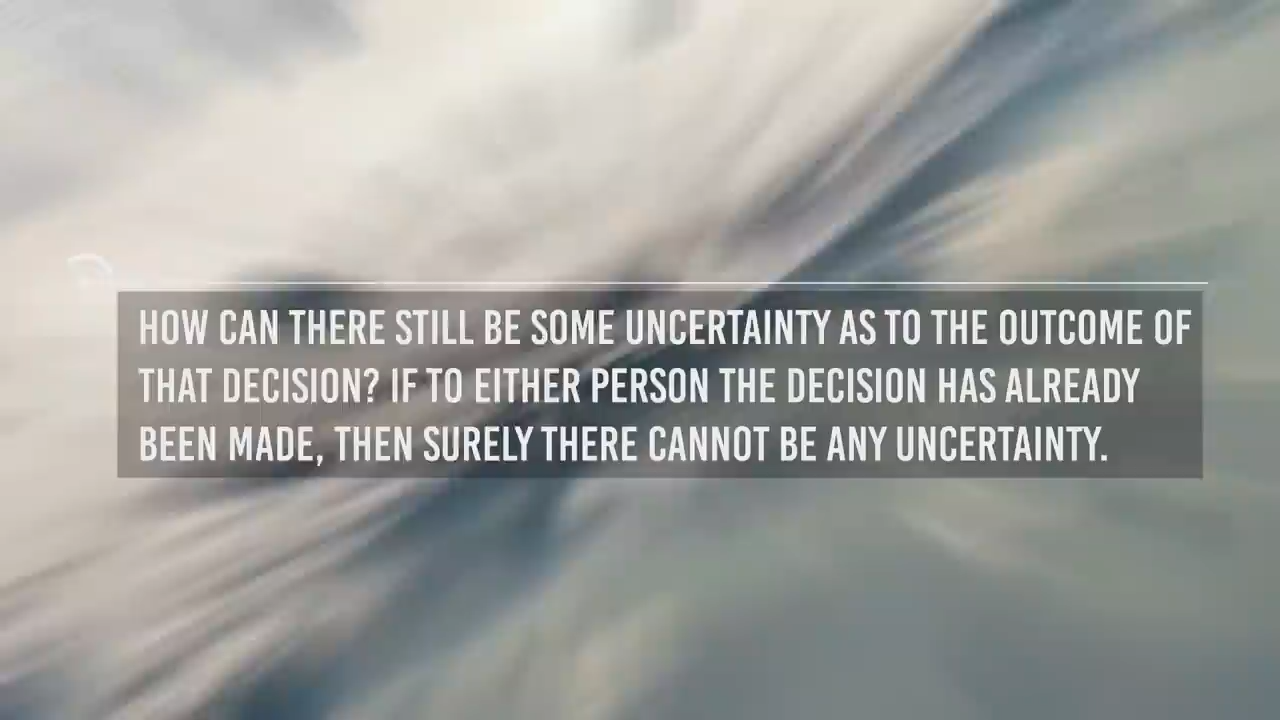 HOW CAN THERE STILL BE SOME UNCERTAINTY AS TO THE OUTCOME OF
THAT DECISION? IF TO EITHER PERSON THE DECISION HAS ALREADY
BEEN MADE, THEN SURELY THERE CANNOT BE ANY UNCERTAINTY.